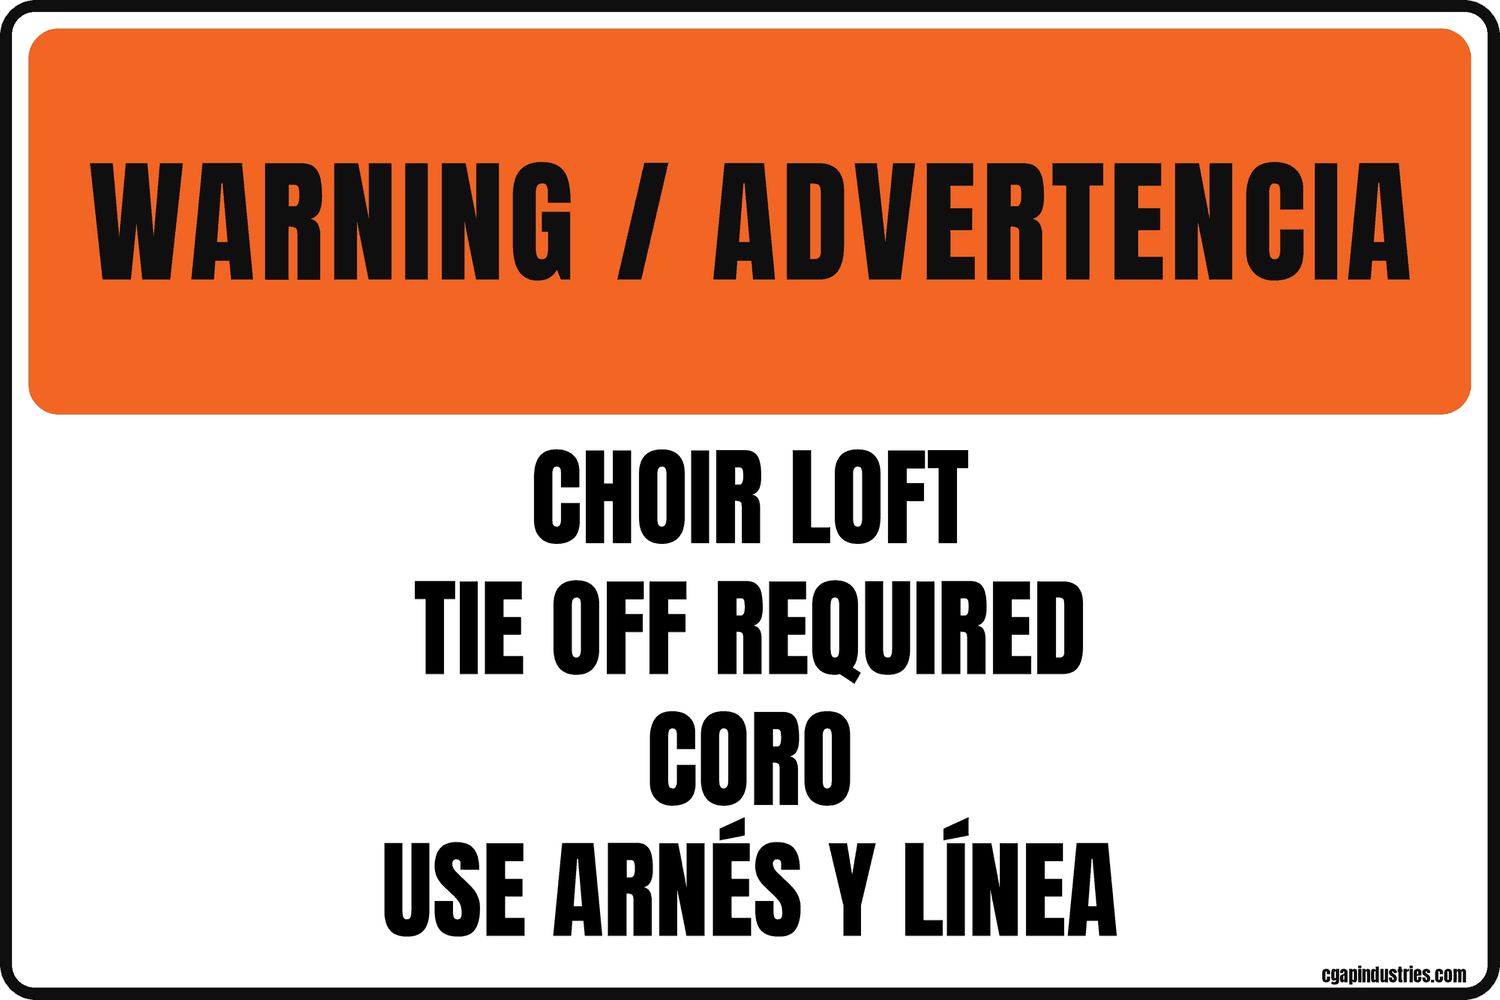 WARNING / ADVERTENCIA
CHOIR LOFT
TIE OFF REQUIRED
CORO
USE ARNÉS Y LÍNEA
cgapindustries.com